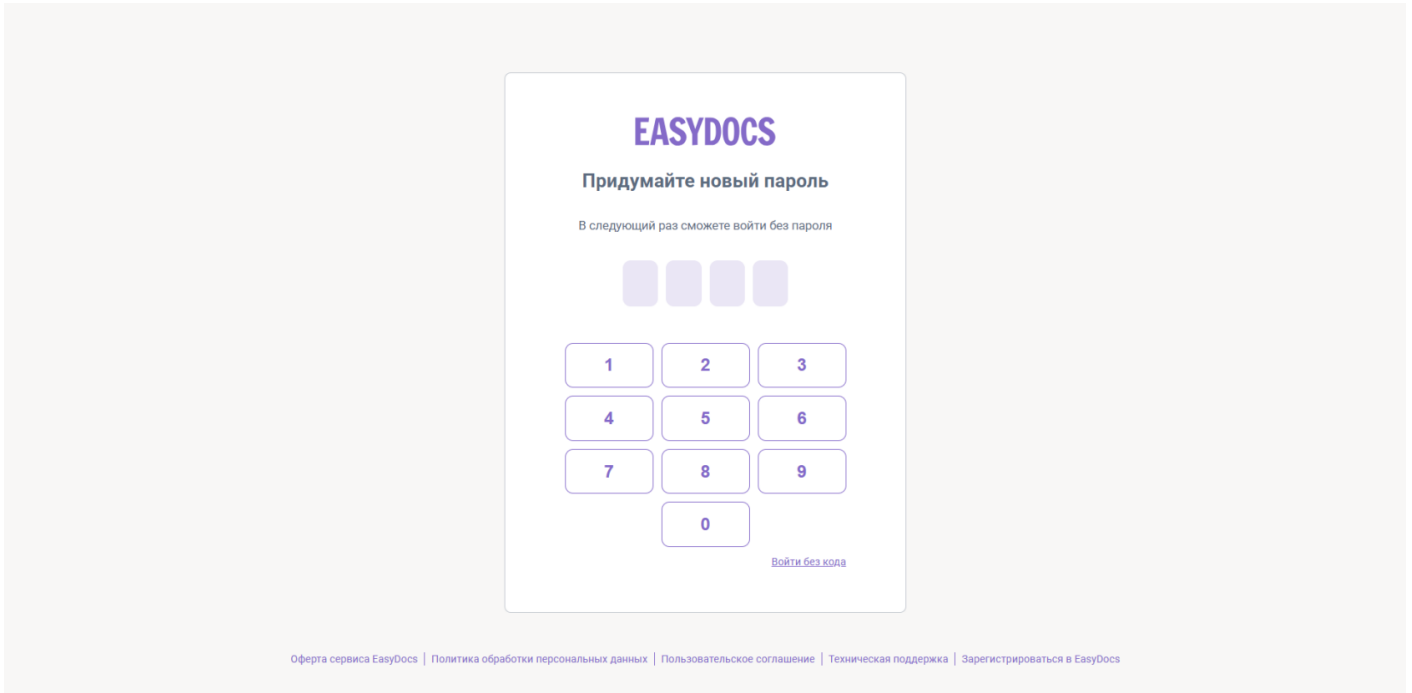 EASYDOCS
Придумайте новый пароль
В следующий раз сможете войти без пароля
1 2 3
4 5 6
7 8 9
0
Войти без кода
Оферта сервиса EasyDocs | Политика обработки персональных данных | Пользовательское соглашение | Техническая поддержка | Зарегистрироваться в EasyDocs